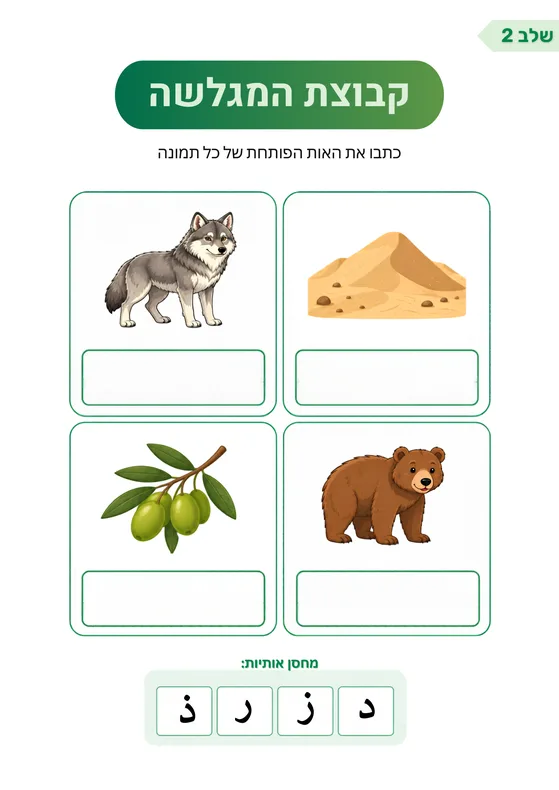 שלב 2
קבוצת המגלשה
כתבו את האות הפותחת של כל תמונה
מחסן אותיות:
د ز ر ذ